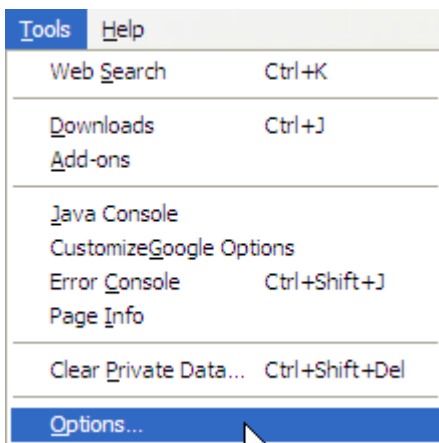 Tools Help
Web Search Ctrl+K
Downloads Ctrl+J
Add-ons
Java Console
CustomizeGoogle Options
Error Console Ctrl+Shift+J
Page Info
Clear Private Data... Ctrl+Shift+Del
Options...